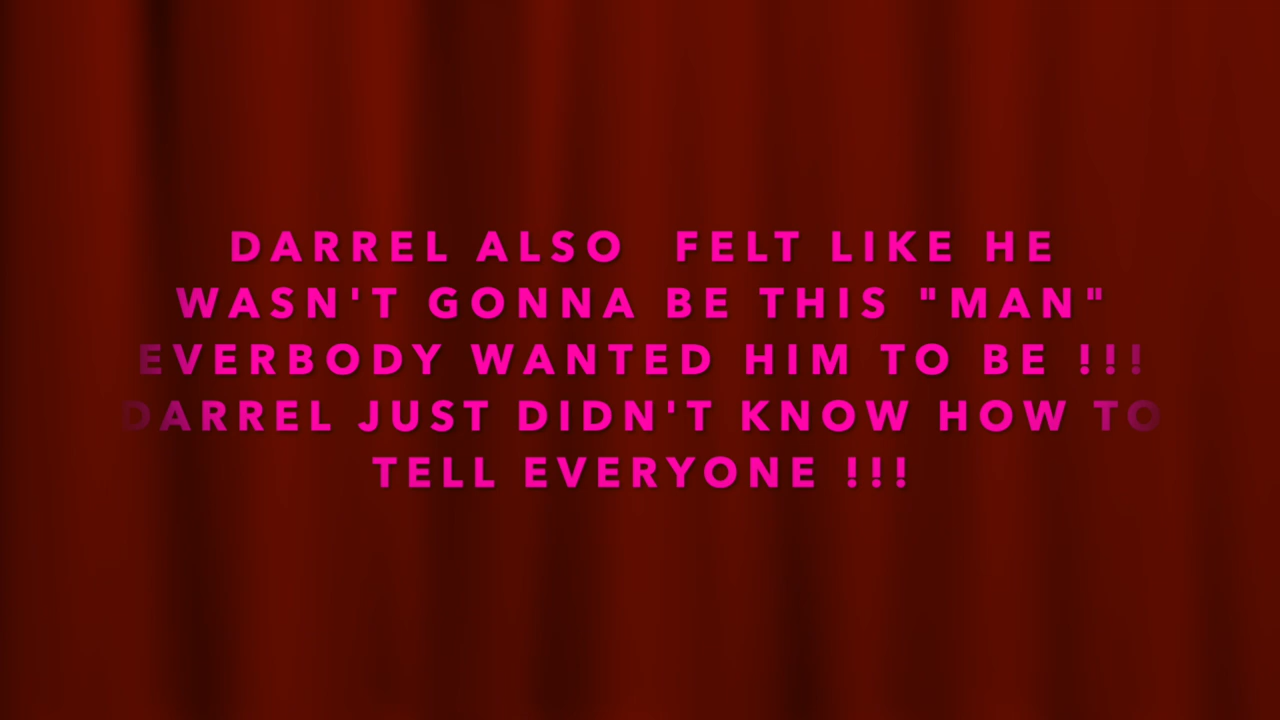 DARREL ALSO  FELT LIKE HE
WASN'T GONNA BE THIS "MAN"
EVERBODY WANTED HIM TO BE !!!
DARREL JUST DIDN'T KNOW HOW TO
TELL EVERYONE !!!